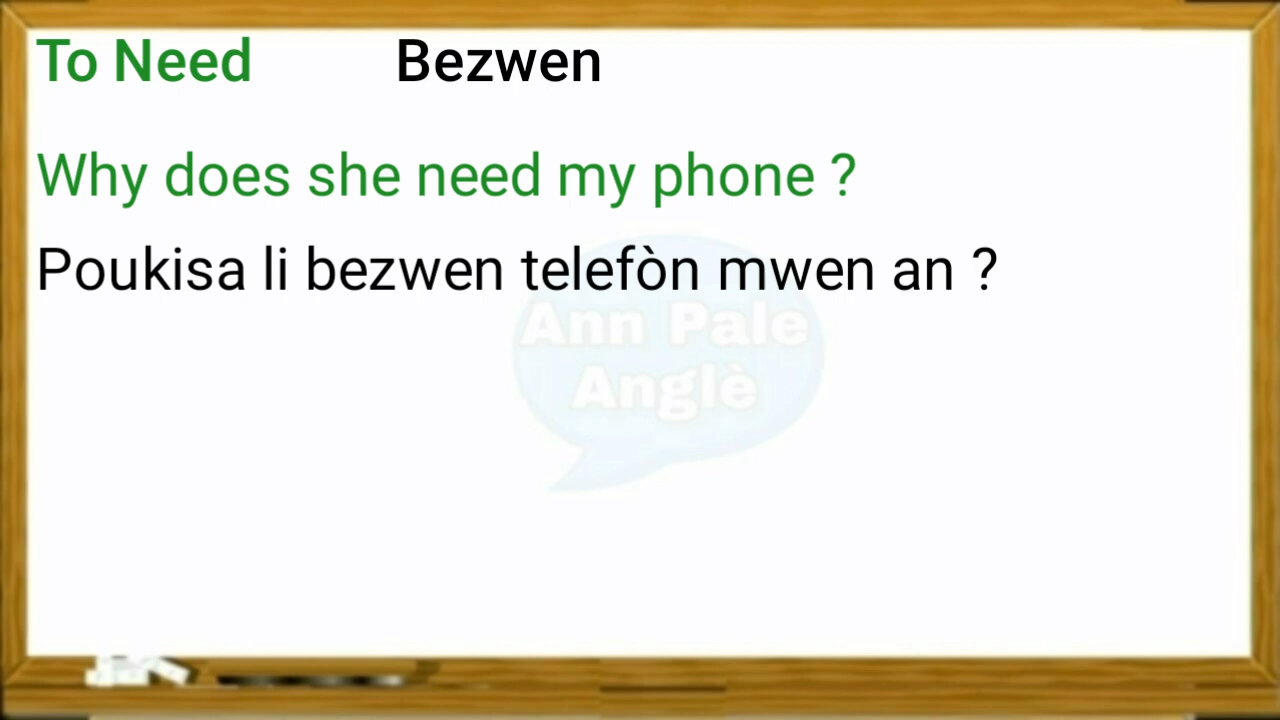 To Need Bezwen
Why does she need my phone ?
Poukisa li bezwen telefòn mwen an ?
Ann Pale
Anglè